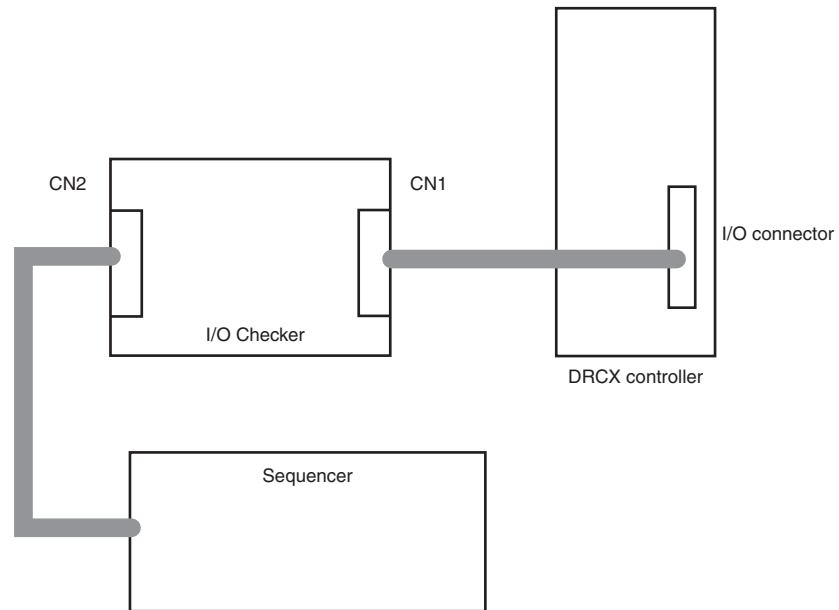 CN2
CN1
I/O connector
I/O Checker
DRCX controller
Sequencer